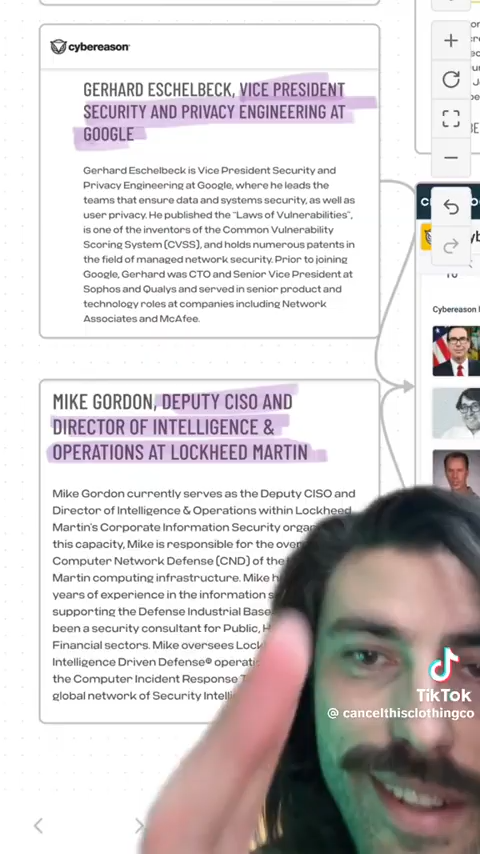 cybereason
GERHARD ESCHELBECK, VICE PRESIDENT
SECURITY AND PRIVACY ENGINEERING AT
GOOGLE
Gerhard Eschelbeck is Vice President Security and
Privacy Engineering at Google, where he leads the
teams that ensure data and systems security, as well as
user privacy. He published the "Laws of Vulnerabilities",
is one of the inventors of the Common Vulnerability
Scoring System (CVSS), and holds numerous patents in
the field of managed network security. Prior to joining
Google, Gerhard was CTO and Senior Vice President at
Sophos and Qualys and served in senior product and
technology roles at companies including Network
Associates and McAfee.
Cybereason
MIKE GORDON, DEPUTY CISO AND
DIRECTOR OF INTELLIGENCE &
OPERATIONS AT LOCKHEED MARTIN
Mike Gordon currently serves as the Deputy CISO and
Director of Intelligence & Operations within Lockheed
Martin's Corporate Information Security
this capacity, Mike is responsible for the
Computer Network Defense (CND) of the
Martin computing infrastructure. Mike
years of experience in the information
supporting the Defense Industrial Base
been a security consultant for Public,
Financial sectors. Mike oversees
Intelligence Driven Defense®
the Computer Incident Response
global network of Security
TikTok
@ cancelthisclothingco